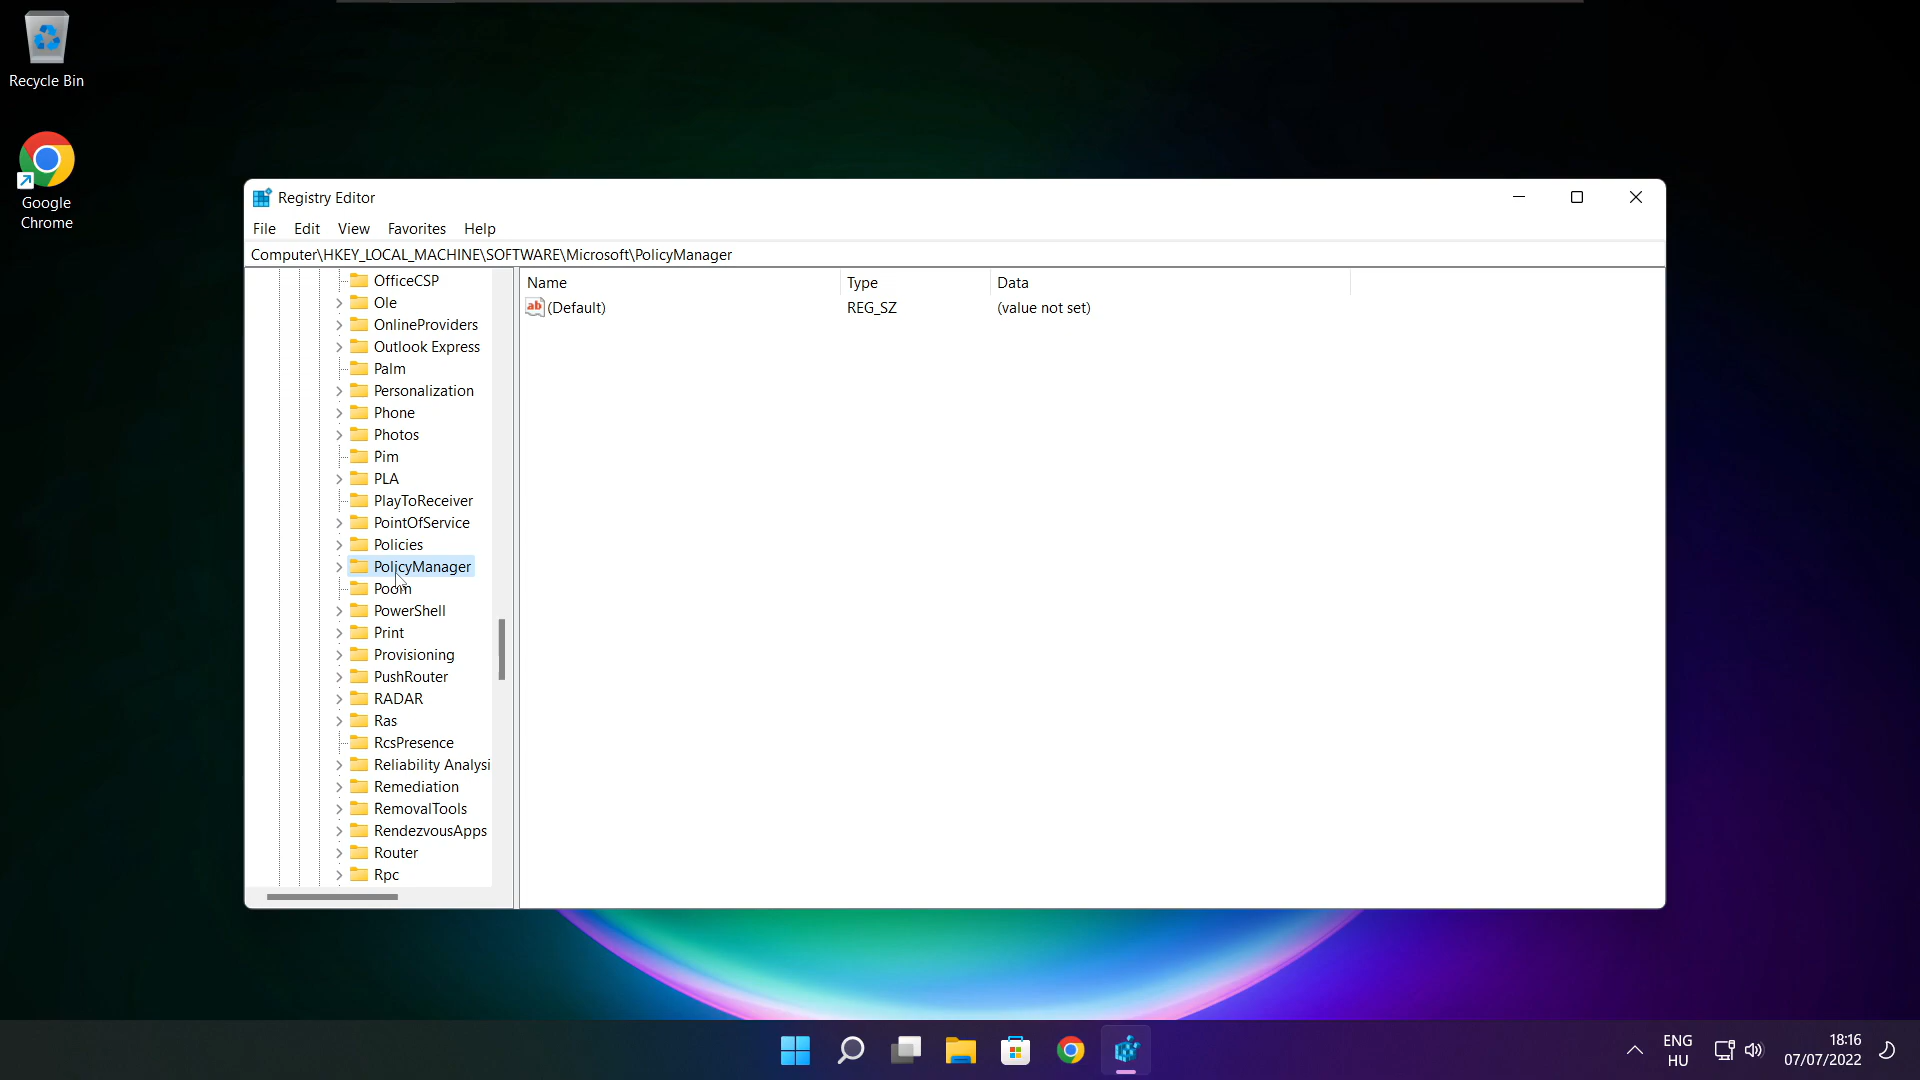 Recycle Bin
Google
Chrome
Registry Editor
File Edit View Favorites Help
Computer\HKEY_LOCAL_MACHINE\SOFTWARE\Microsoft\PolicyManager
OfficeCSP
Ole
OnlineProviders
Outlook Express
Palm
Personalization
Phone
Photos
Pim
PLA
PlayToReceiver
PointOfService
Policies
PolicyManager
Poom
PowerShell
Print
Provisioning
PushRouter
RADAR
Ras
RcsPresence
Reliability Analysi
Remediation
RemovalTools
RendezvousApps
Router
Rpc
Name Type Data
ab (Default) REG_SZ (value not set)
ENG
HU
18:16
07/07/2022